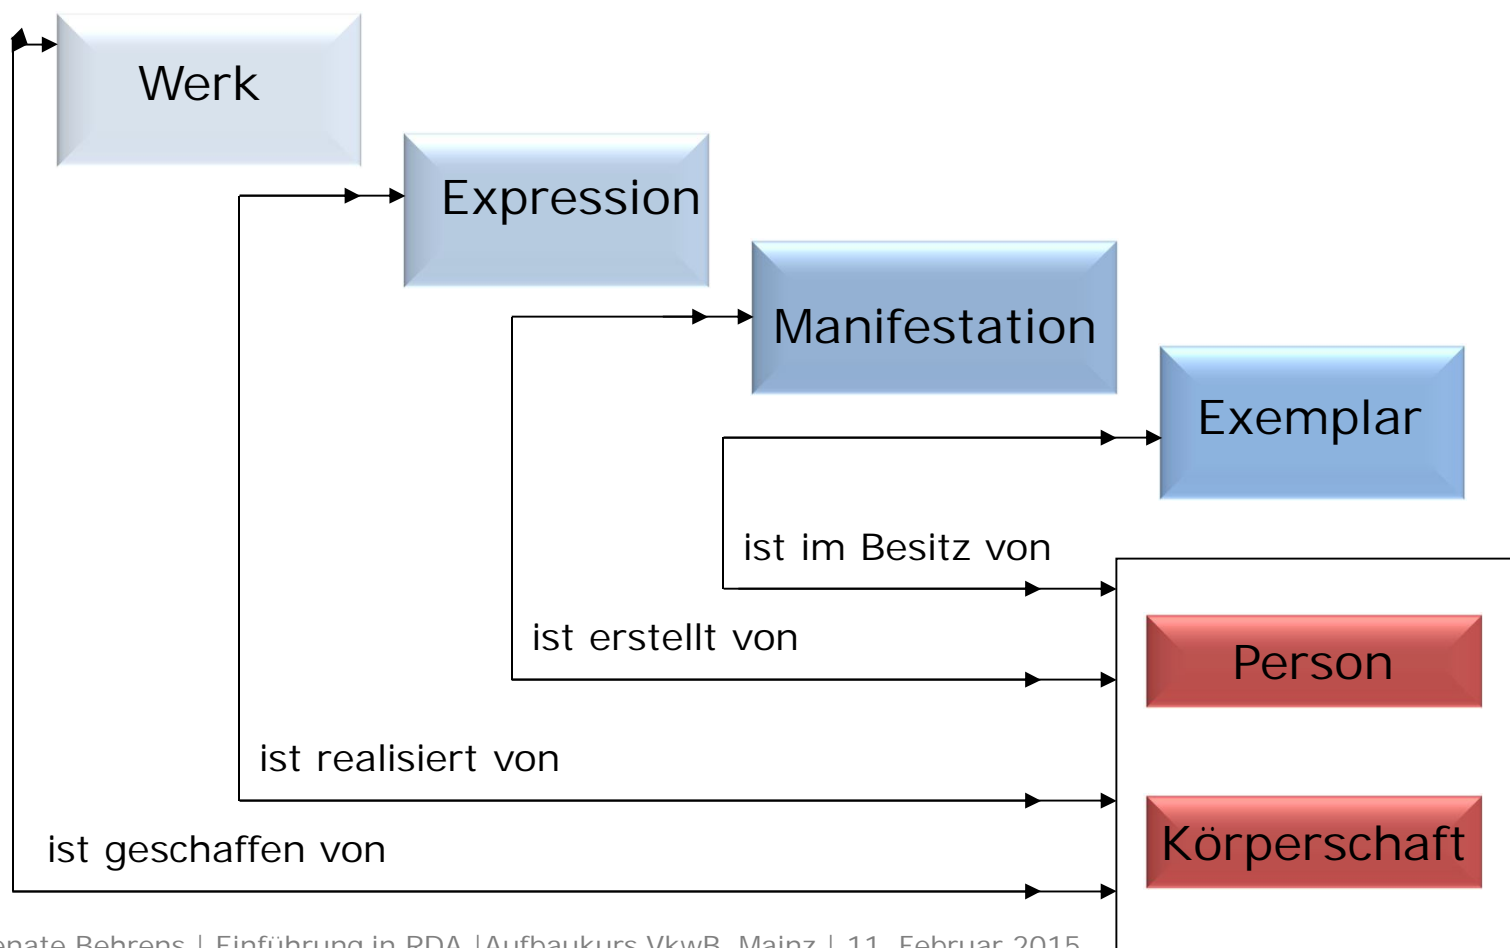 Werk
Expression
Manifestation
Exemplar
ist im Besitz von
ist erstellt von
Person
ist realisiert von
Körperschaft
ist geschaffen von
Behrens | Einführung in RDA |Aufbaukurs VkwB, Mainz | 11. Februar 2015